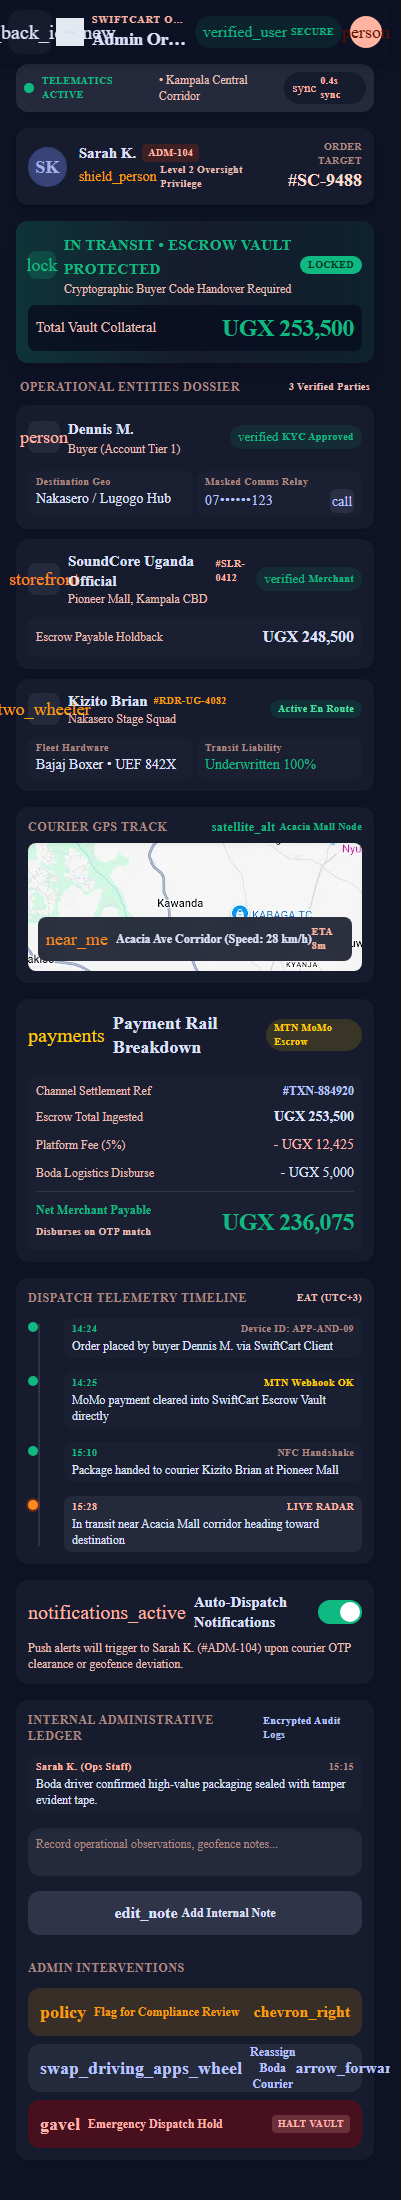 SWIFTCART O...
Admin Or...
verified_user SECURE
person
TELEMATICS
ACTIVE
• Kampala Central
Corridor
sync
0.4s
sync
SK
Sarah K.
ADM-104
shield_person
Level 2 Oversight
Privilege
ORDER
TARGET
#SC-9488
lock
IN TRANSIT • ESCROW VAULT
PROTECTED
LOCKED
Cryptographic Buyer Code Handover Required
Total Vault Collateral
UGX 253,500
OPERATIONAL ENTITIES DOSSIER
3 Verified Parties
person
Dennis M.
Buyer (Account Tier 1)
verified KYC Approved
Destination Geo
Nakasero / Lugogo Hub
Masked Comms Relay
07••••••123
call
storefront
SoundCore Uganda
Official
#SLR-
0412
verified Merchant
Pioneer Mall, Kampala CBD
Escrow Payable Holdback
UGX 248,500
two_wheeler
Kizito Brian
#RDR-UG-4082
Nakasero Stage Squad
Active En Route
Fleet Hardware
Bajaj Boxer • UEF 842X
Transit Liability
Underwritten 100%
COURIER GPS TRACK
satellite_alt Acacia Mall Node
Nyu
Kawanda
KABAGA TC
near_me
Acacia Ave Corridor (Speed: 28 km/h)
ETA
8m
KYANJA
payments
Payment Rail
Breakdown
MTN MoMo
Escrow
Channel Settlement Ref
#TXN-884920
Escrow Total Ingested
UGX 253,500
Platform Fee (5%)
- UGX 12,425
Boda Logistics Disburse
- UGX 5,000
Net Merchant Payable
Disburses on OTP match
UGX 236,075
DISPATCH TELEMETRY TIMELINE
EAT (UTC+3)
14:24
Device ID: APP-AND-09
Order placed by buyer Dennis M. via SwiftCart Client
14:25
MTN Webhook OK
MoMo payment cleared into SwiftCart Escrow Vault
directly
15:10
NFC Handshake
Package handed to courier Kizito Brian at Pioneer Mall
15:28
LIVE RADAR
In transit near Acacia Mall corridor heading toward
destination
notifications_active
Auto-Dispatch
Notifications
Push alerts will trigger to Sarah K. (#ADM-104) upon courier OTP
clearance or geofence deviation.
INTERNAL ADMINISTRATIVE
LEDGER
Encrypted Audit
Logs
Sarah K. (Ops Staff)
15:15
Boda driver confirmed high-value packaging sealed with tamper
evident tape.
Record operational observations, geofence notes...
edit_note Add Internal Note
ADMIN INTERVENTIONS
policy Flag for Compliance Review
chevron_right
swap_driving_apps_wheel
Reassign
Boda
Courier
arrow_forwar
gavel Emergency Dispatch Hold
HALT VAULT